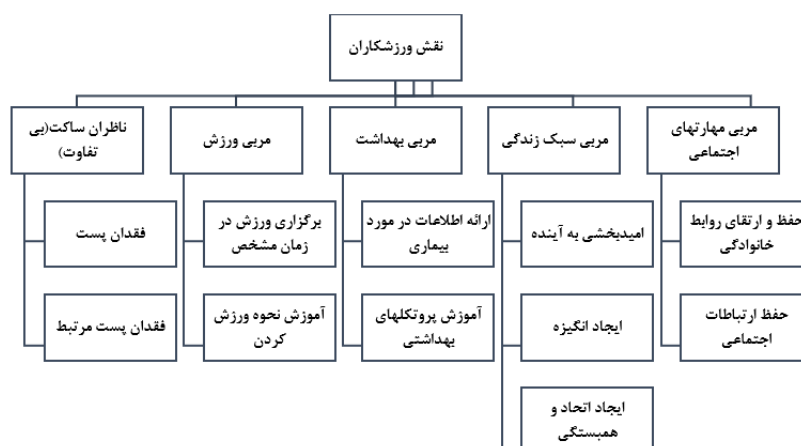 نقش ورزشکاران
مربی مهارتهای
اجتماعی
مربی سبک زندگی
مربی بهداشت
مربی ورزش
ناظران ساکت(بی
تفاوت)
حفظ و ارتقای روابط
خانوادگی
امیدبخشی به آینده
ارائه اطلاعات در مورد
بیماری
برگزاری ورزش در
زمان مشخص
فقدان پست
حفظ ارتباطات
اجتماعی
ایجاد انگیزه
آموزش پروتکلهای
بهداشتی
آموزش نحوه ورزش
کردن
فقدان پست مرتبط
ایجاد اتحاد و
همبستگی